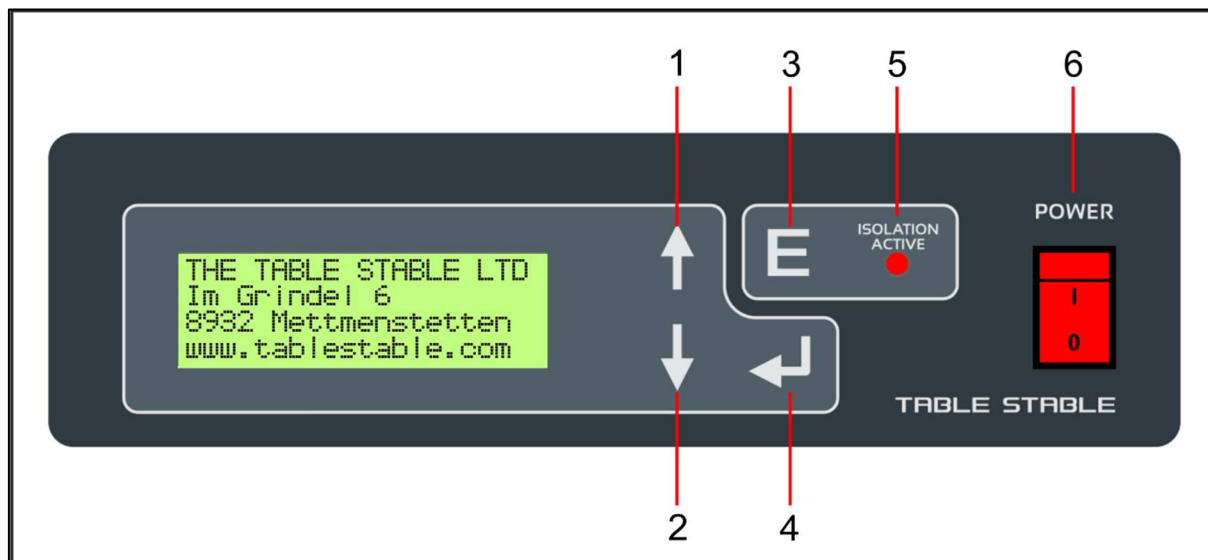 1 3 5 6
POWER
E ISOLATION
ACTIVE
THE TABLE STABLE LTD
Im Grindel 6
8932 Mettmenstetten
www.tablestable.com
I
0
TABLE STABLE
2 4